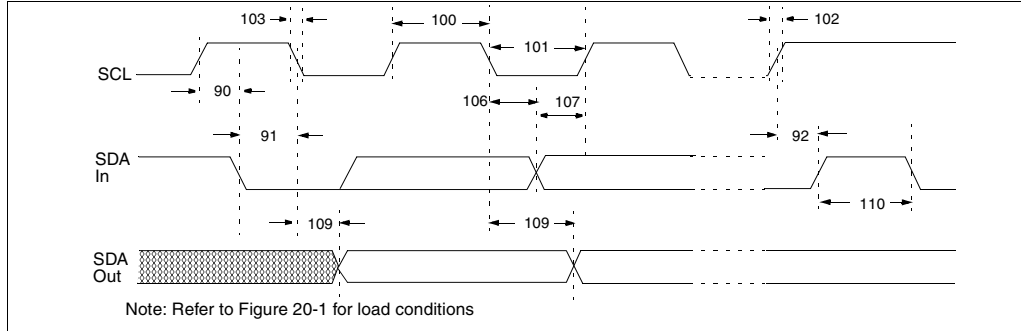 103
100
102
101
SCL
90
106
107
91
92
SDA
In
110
109
109
SDA
Out
Note: Refer to Figure 20-1 for load conditions